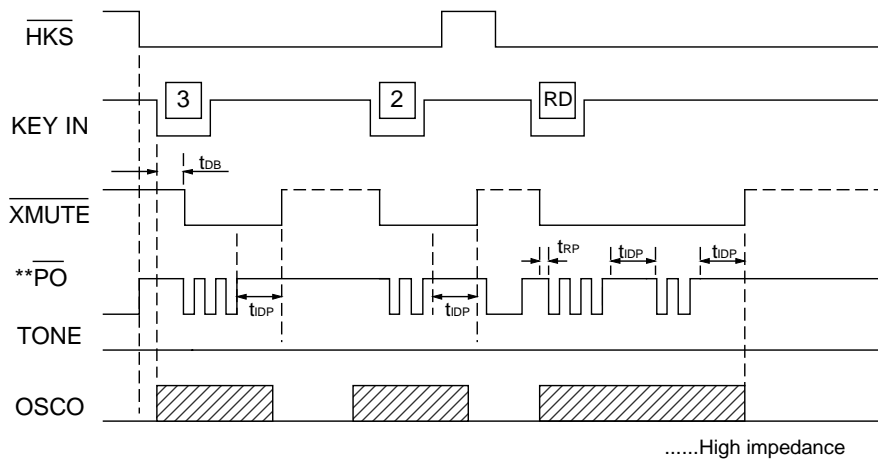 HKS
3 2 RD
KEY IN
tDB
XMUTE
tRP tIDP tIDP
**PO
tIDP tIDP
TONE
OSCO
......High impedance